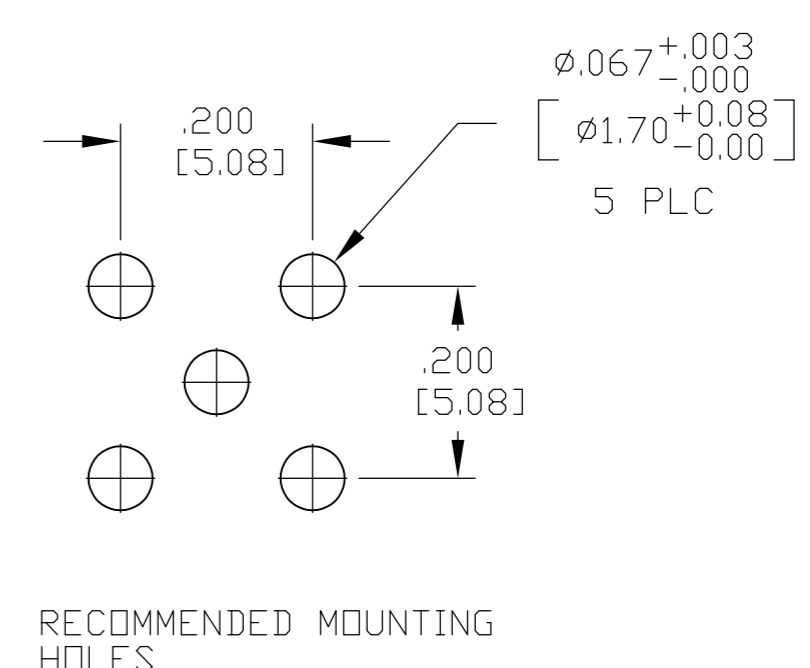 .200
[5.08]
⌀.067 +.003
-.000
[⌀1.70 +0.08
-0.00]
5 PLC
.200
[5.08]
RECOMMENDED MOUNTING
HOLES